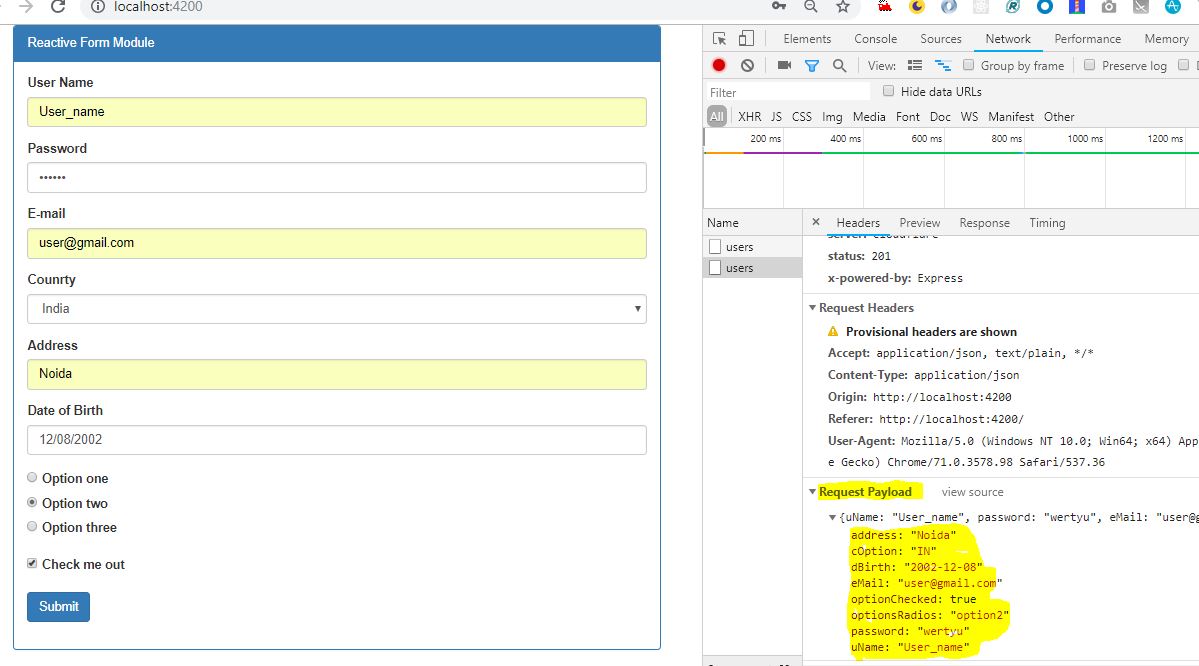 localhost:4200
Reactive Form Module
User Name
User_name
Password
••••••
E-mail
user@gmail.com
Counrty
India
Address
Noida
Date of Birth
12/08/2002
Option one
Option two
Option three
Check me out
Submit
Elements Console Sources Network Performance Memory
View: Group by frame Preserve log
Filter Hide data URLs
All XHR JS CSS Img Media Font Doc WS Manifest Other
200 ms 400 ms 600 ms 800 ms 1000 ms 1200 ms
Name
users
users
× Headers Preview Response Timing
server: cloudflare
status: 201
x-powered-by: Express
Request Headers
Provisional headers are shown
Accept: application/json, text/plain, */*
Content-Type: application/json
Origin: http://localhost:4200
Referer: http://localhost:4200/
User-Agent: Mozilla/5.0 (Windows NT 10.0; Win64; x64) App
e Gecko) Chrome/71.0.3578.98 Safari/537.36
Request Payload view source
{uName: "User_name", password: "wertyu", eMail: "user@g
address: "Noida"
cOption: "IN"
dBirth: "2002-12-08"
eMail: "user@gmail.com"
optionChecked: true
optionsRadios: "option2"
password: "wertyu"
uName: "User_name"